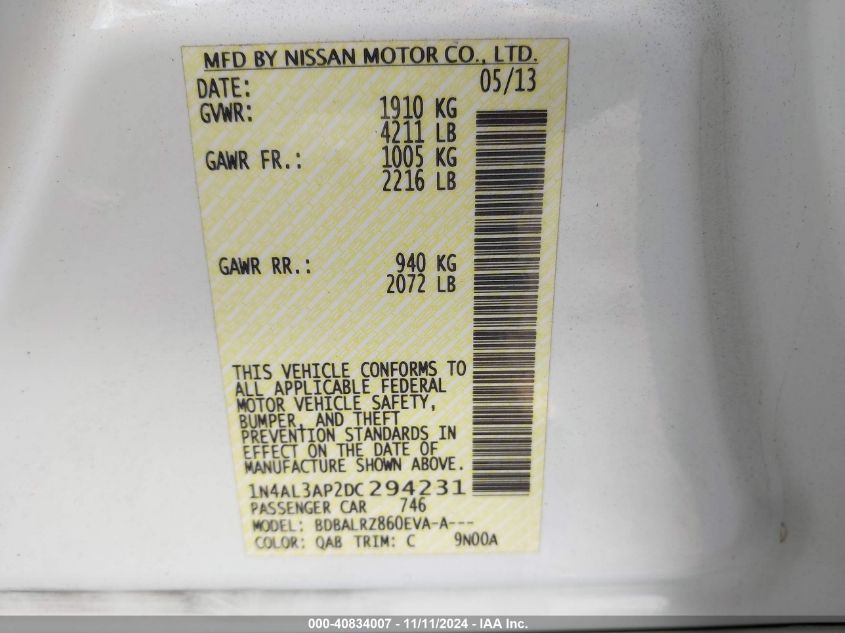 MFD BY NISSAN MOTOR CO., LTD.
DATE: 05/13
GVWR: 1910 KG
4211 LB
GAWR FR.: 1005 KG
2216 LB
GAWR RR.: 940 KG
2072 LB
THIS VEHICLE CONFORMS TO
ALL APPLICABLE FEDERAL
MOTOR VEHICLE SAFETY,
BUMPER, AND THEFT
PREVENTION STANDARDS IN
EFFECT ON THE DATE OF
MANUFACTURE SHOWN ABOVE.
1N4AL3AP2DC294231
PASSENGER CAR 746
MODEL: BDBALRZ860EVA-A---
COLOR: QAB TRIM: C 9N00A
000-40834007 - 11/11/2024 - IAA Inc.